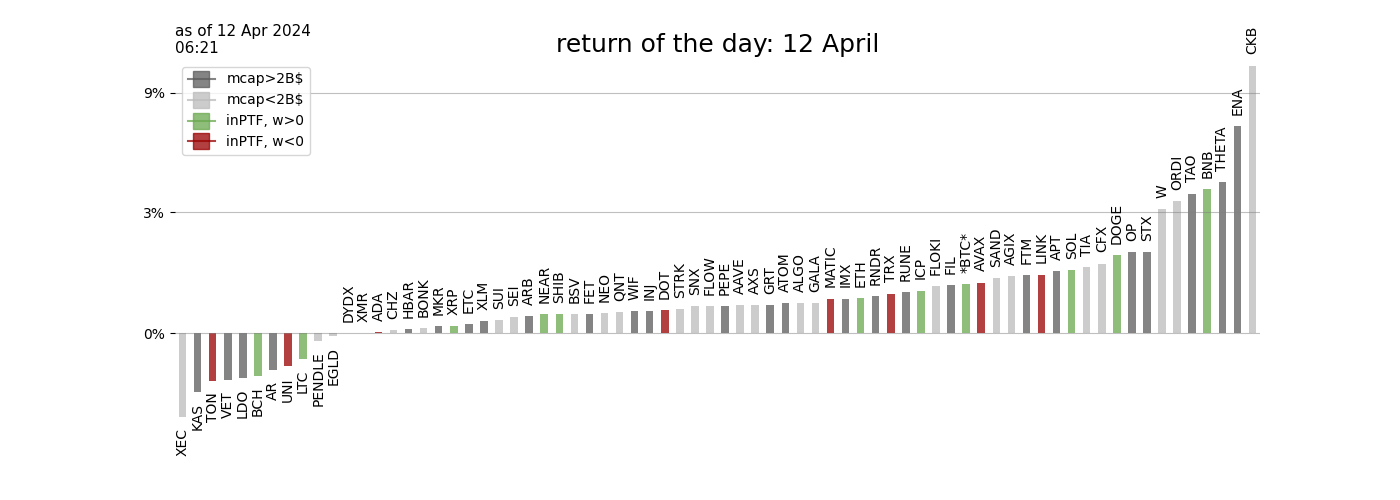 as of 12 Apr 2024
06:21
return of the day: 12 April
mcap>2B$
mcap<2B$
inPTF, w>0
inPTF, w<0
9%
3%
0%
XEC
KAS
TON
VET
LDO
BCH
AR
UNI
LTC
PENDLE
EGLD
DYDX
XMR
ADA
CHZ
HBAR
BONK
MKR
XRP
ETC
XLM
SUI
SEI
ARB
NEAR
SHIB
BSV
FET
NEO
QNT
WIF
INJ
DOT
STRK
SNX
FLOW
PEPE
AAVE
AXS
GRT
ATOM
ALGO
GALA
MATIC
IMX
ETH
RNDR
TRX
RUNE
ICP
FLOKI
FIL
*BTC*
AVAX
SAND
AGIX
FTM
LINK
APT
SOL
TIA
CFX
DOGE
OP
STX
W
ORDI
TAO
BNB
THETA
ENA
CKB